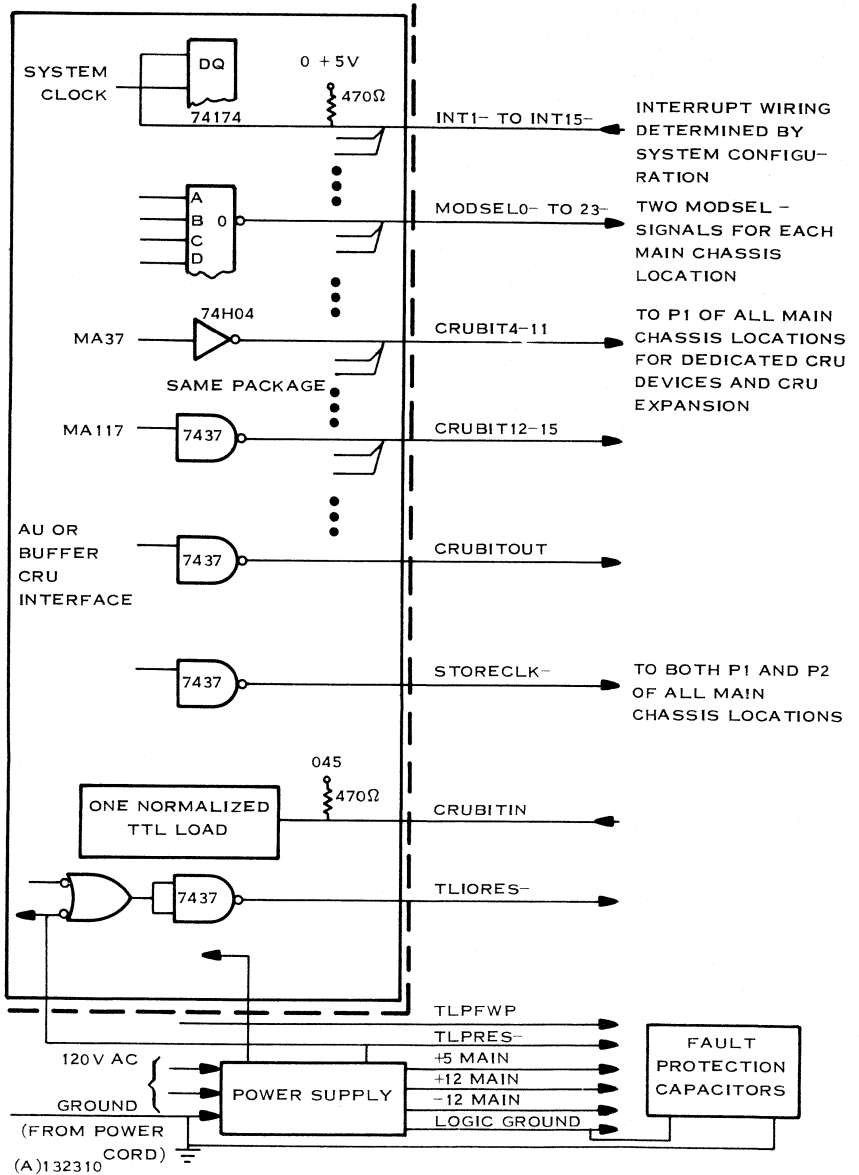 SYSTEM
CLOCK
DQ
74174
0 +5V
470Ω
INT1- TO INT15-
INTERRUPT WIRING
DETERMINED BY
SYSTEM CONFIGU-
RATION
A
B 0
C
D
MODSEL0- TO 23-
TWO MODSEL -
SIGNALS FOR EACH
MAIN CHASSIS
LOCATION
74H04
MA37
CRUBIT4-11
TO P1 OF ALL MAIN
CHASSIS LOCATIONS
FOR DEDICATED CRU
DEVICES AND CRU
EXPANSION
SAME PACKAGE
MA117
7437
CRUBIT12-15
AU OR
BUFFER
CRU
INTERFACE
7437
CRUBITOUT
7437
STORECLK-
TO BOTH P1 AND P2
OF ALL MAIN
CHASSIS LOCATIONS
045
470Ω
ONE NORMALIZED
TTL LOAD
CRUBITIN
7437
TLIORES-
TLPFWP
TLPRES-
120V AC
+5 MAIN
+12 MAIN
-12 MAIN
LOGIC GROUND
POWER SUPPLY
FAULT
PROTECTION
CAPACITORS
GROUND
(FROM POWER
CORD)
(A)132310